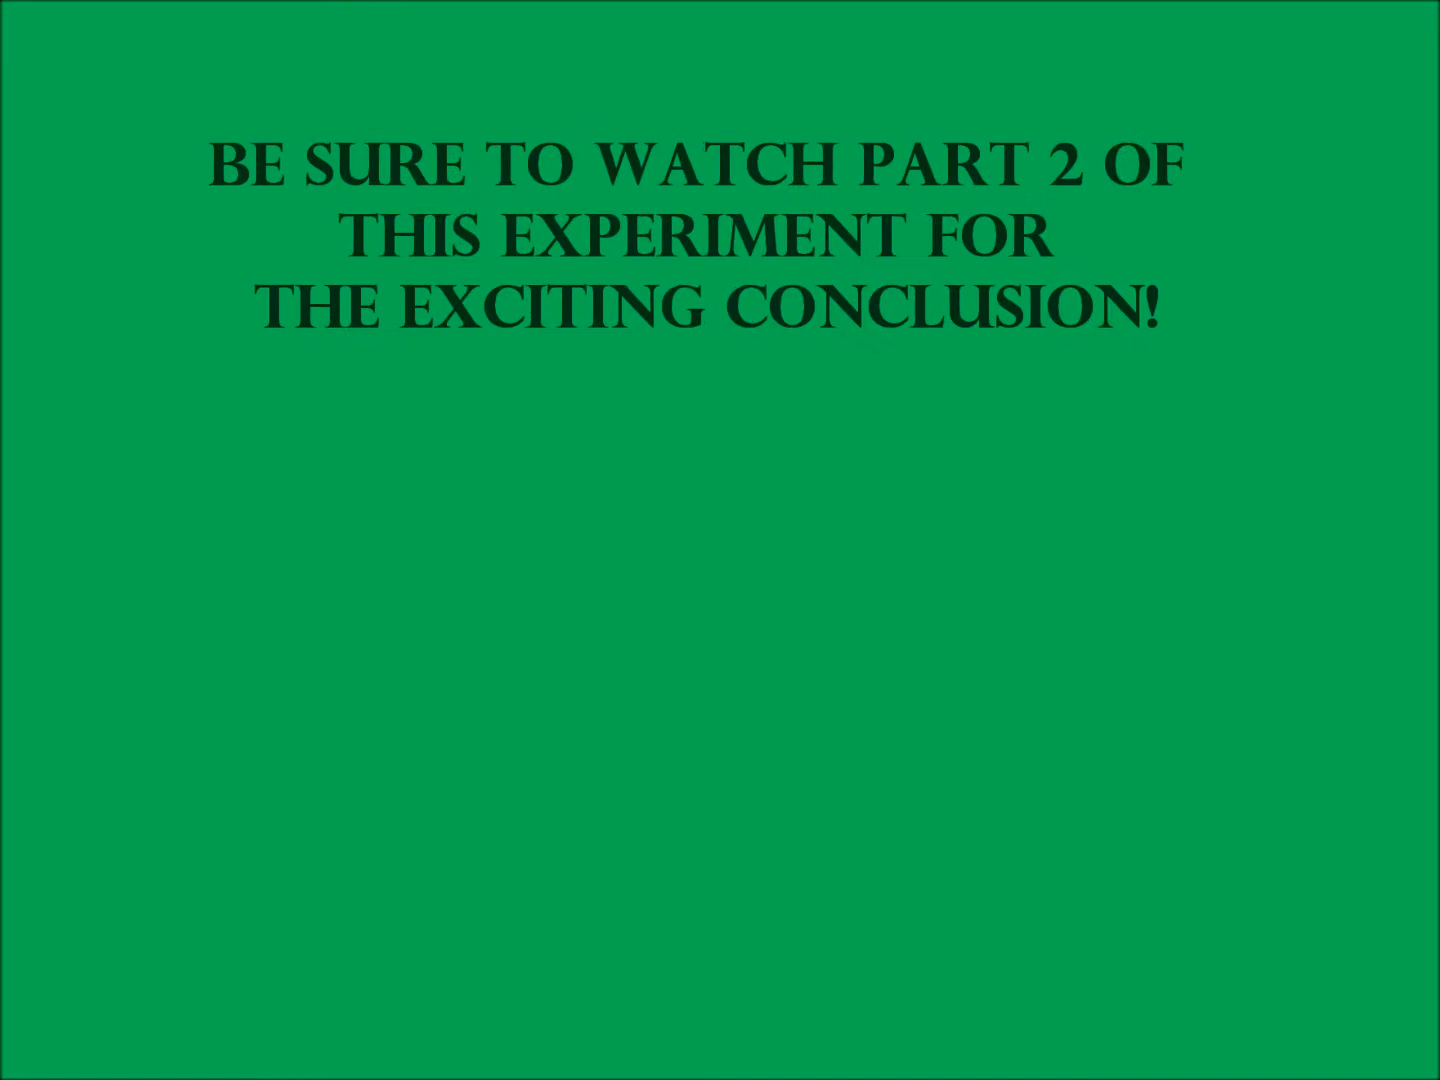 BE SURE TO WATCH PART 2 OF
THIS EXPERIMENT FOR
THE EXCITING CONCLUSION!